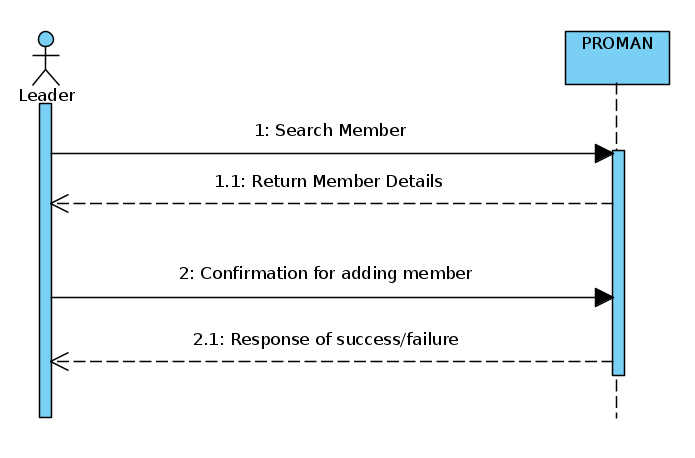 PROMAN
Leader
1: Search Member
1.1: Return Member Details
2: Confirmation for adding member
2.1: Response of success/failure